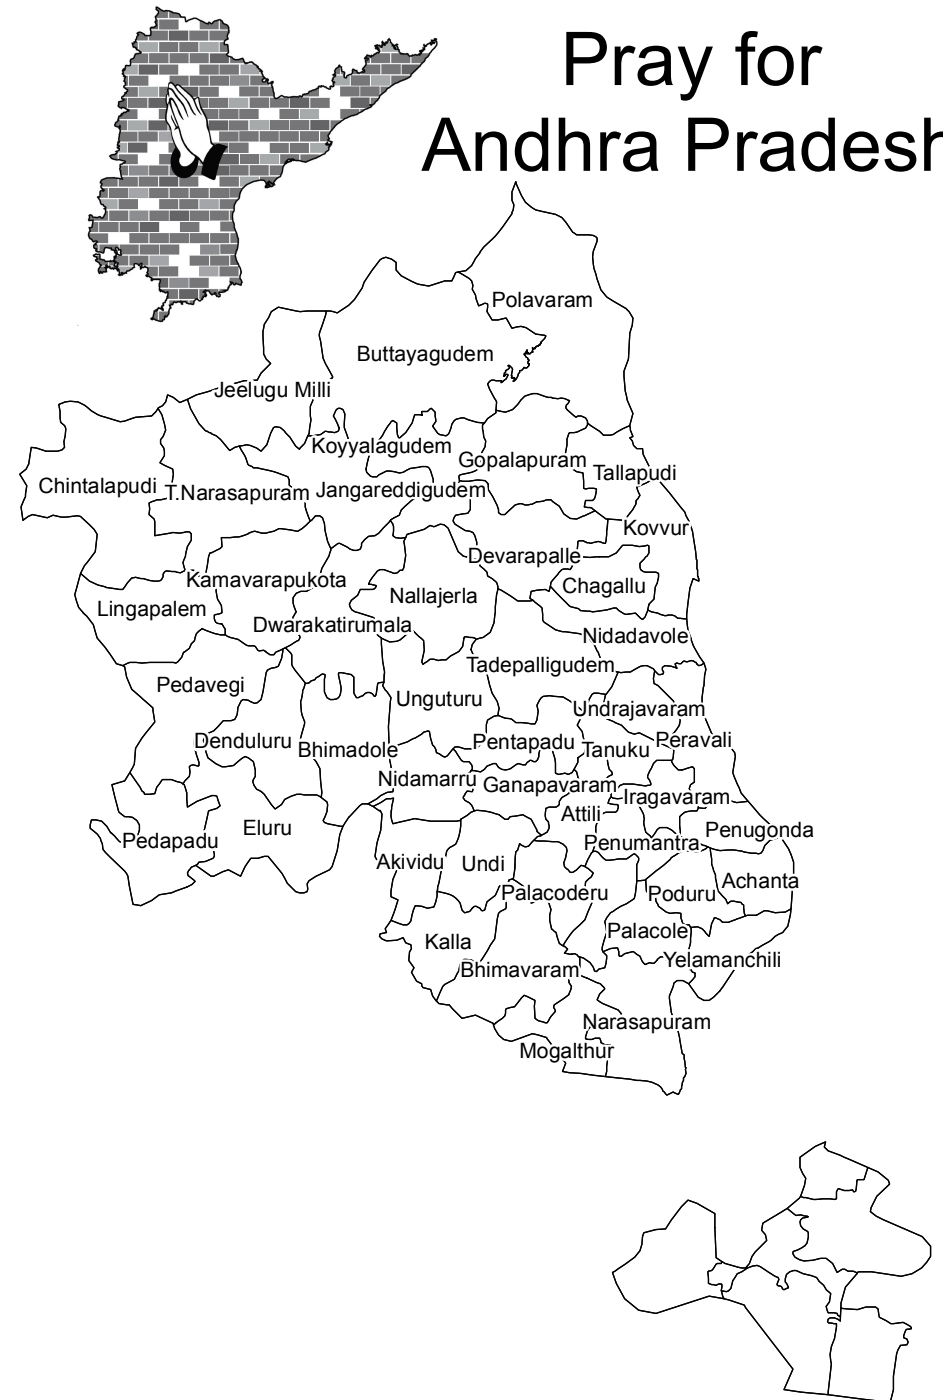 Pray for
Andhra Pradesh
Polavaram
Buttayagudem
Jeelugu Milli
Koyyalagudem
Gopalapuram
Tallapudi
Chintalapudi
T.Narasapuram
Jangareddigudem
Kovvur
Devarapalle
Kamavarapukota
Chagallu
Nallajerla
Lingapalem
Dwarakatirumala
Nidadavole
Tadepalligudem
Pedavegi
Unguturu
Undrajavaram
Denduluru
Bhimadole
Pentapadu
Tanuku
Peravali
Nidamarru
Ganapavaram
Iragavaram
Attili
Eluru
Pedapadu
Penumantra
Penugonda
Akividu
Undi
Achanta
Palacoderu
Poduru
Palacole
Kalla
Yelamanchili
Bhimavaram
Narasapuram
Mogalthur